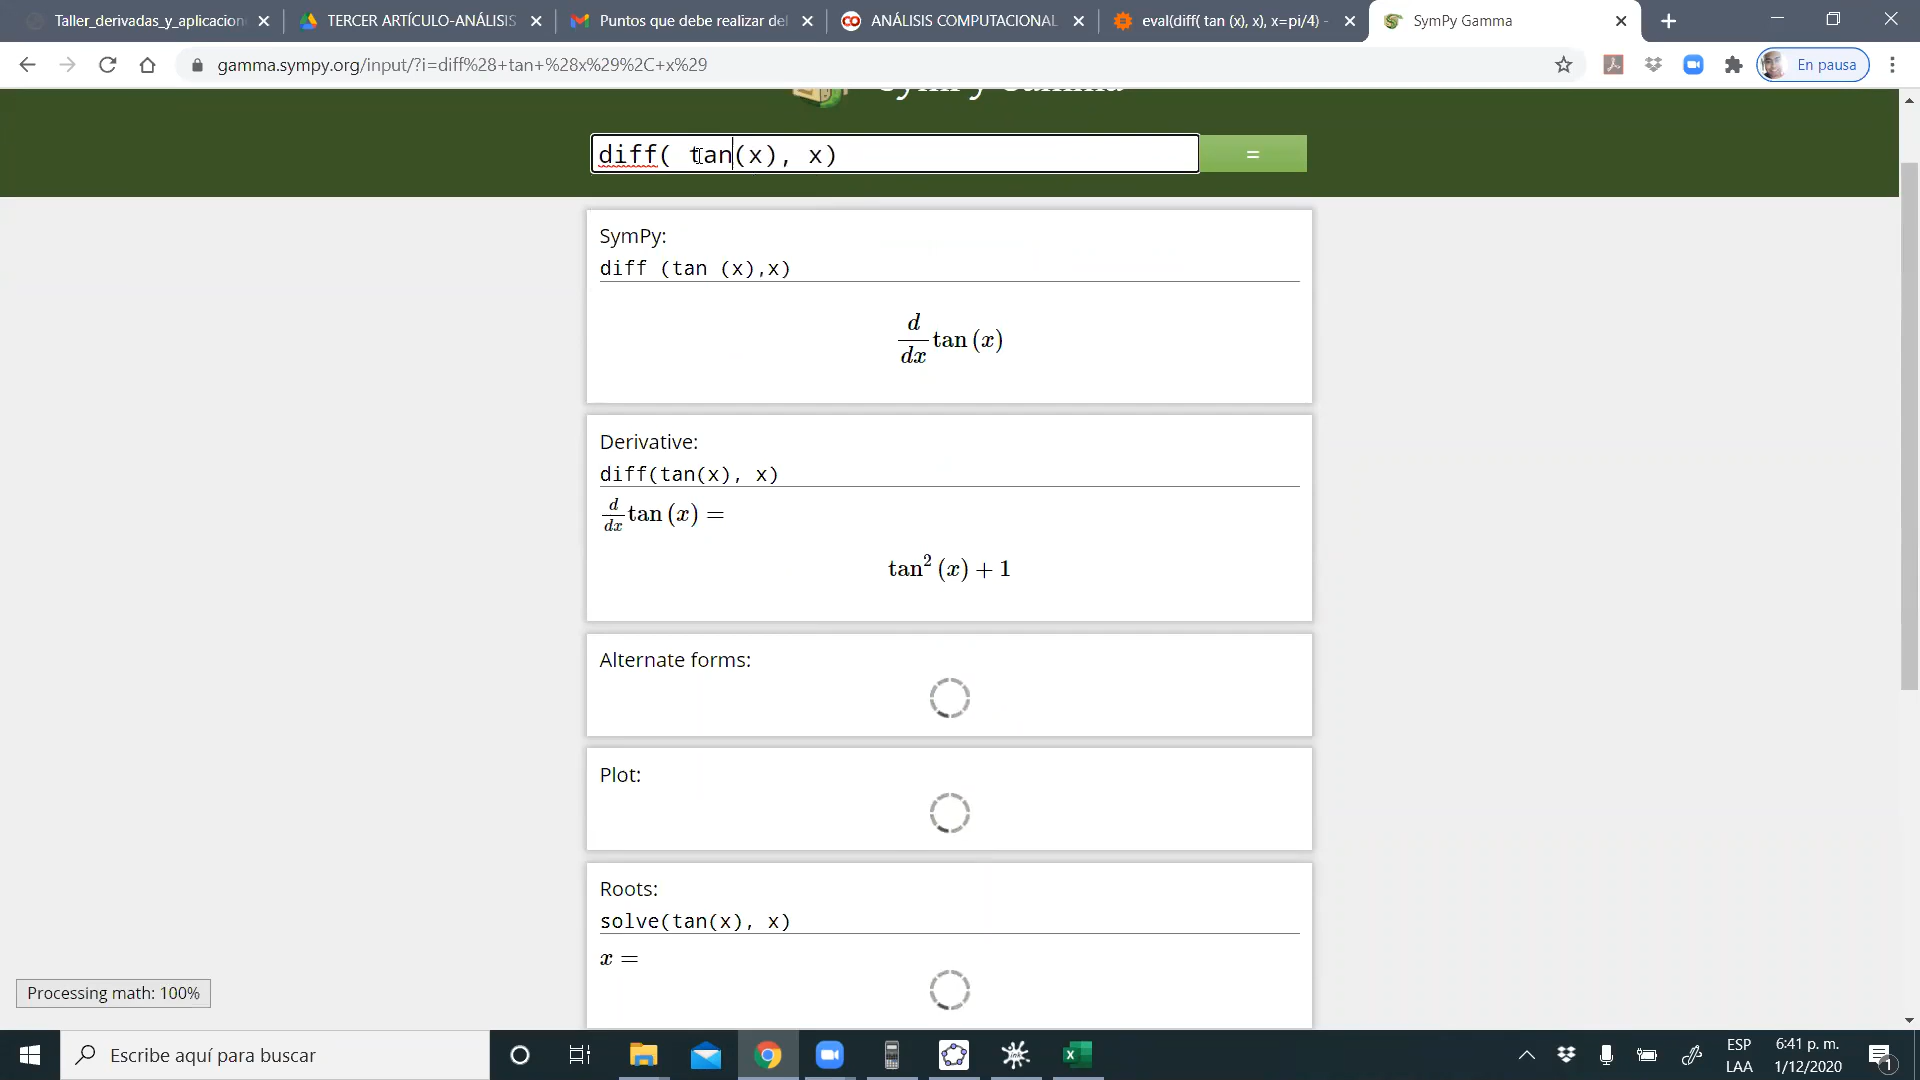 Taller_derivadas_y_aplicacion
TERCER ARTÍCULO-ANÁLISIS
Puntos que debe realizar del
ANÁLISIS COMPUTACIONAL
eval(diff( tan (x), x), x=pi/4) -
SymPy Gamma
gamma.sympy.org/input/?i=diff%28+tan+%28x%29%2C+x%29
En pausa
SymPy Gamma
diff( tan(x), x)
=
SymPy:
diff (tan (x),x)
d/dx tan (x)
Derivative:
diff(tan(x), x)
d/dx tan (x) =
tan² (x) + 1
Alternate forms:
Plot:
Roots:
solve(tan(x), x)
x =
Processing math: 100%
Escribe aquí para buscar
ESP
LAA
6:41 p. m.
1/12/2020
1